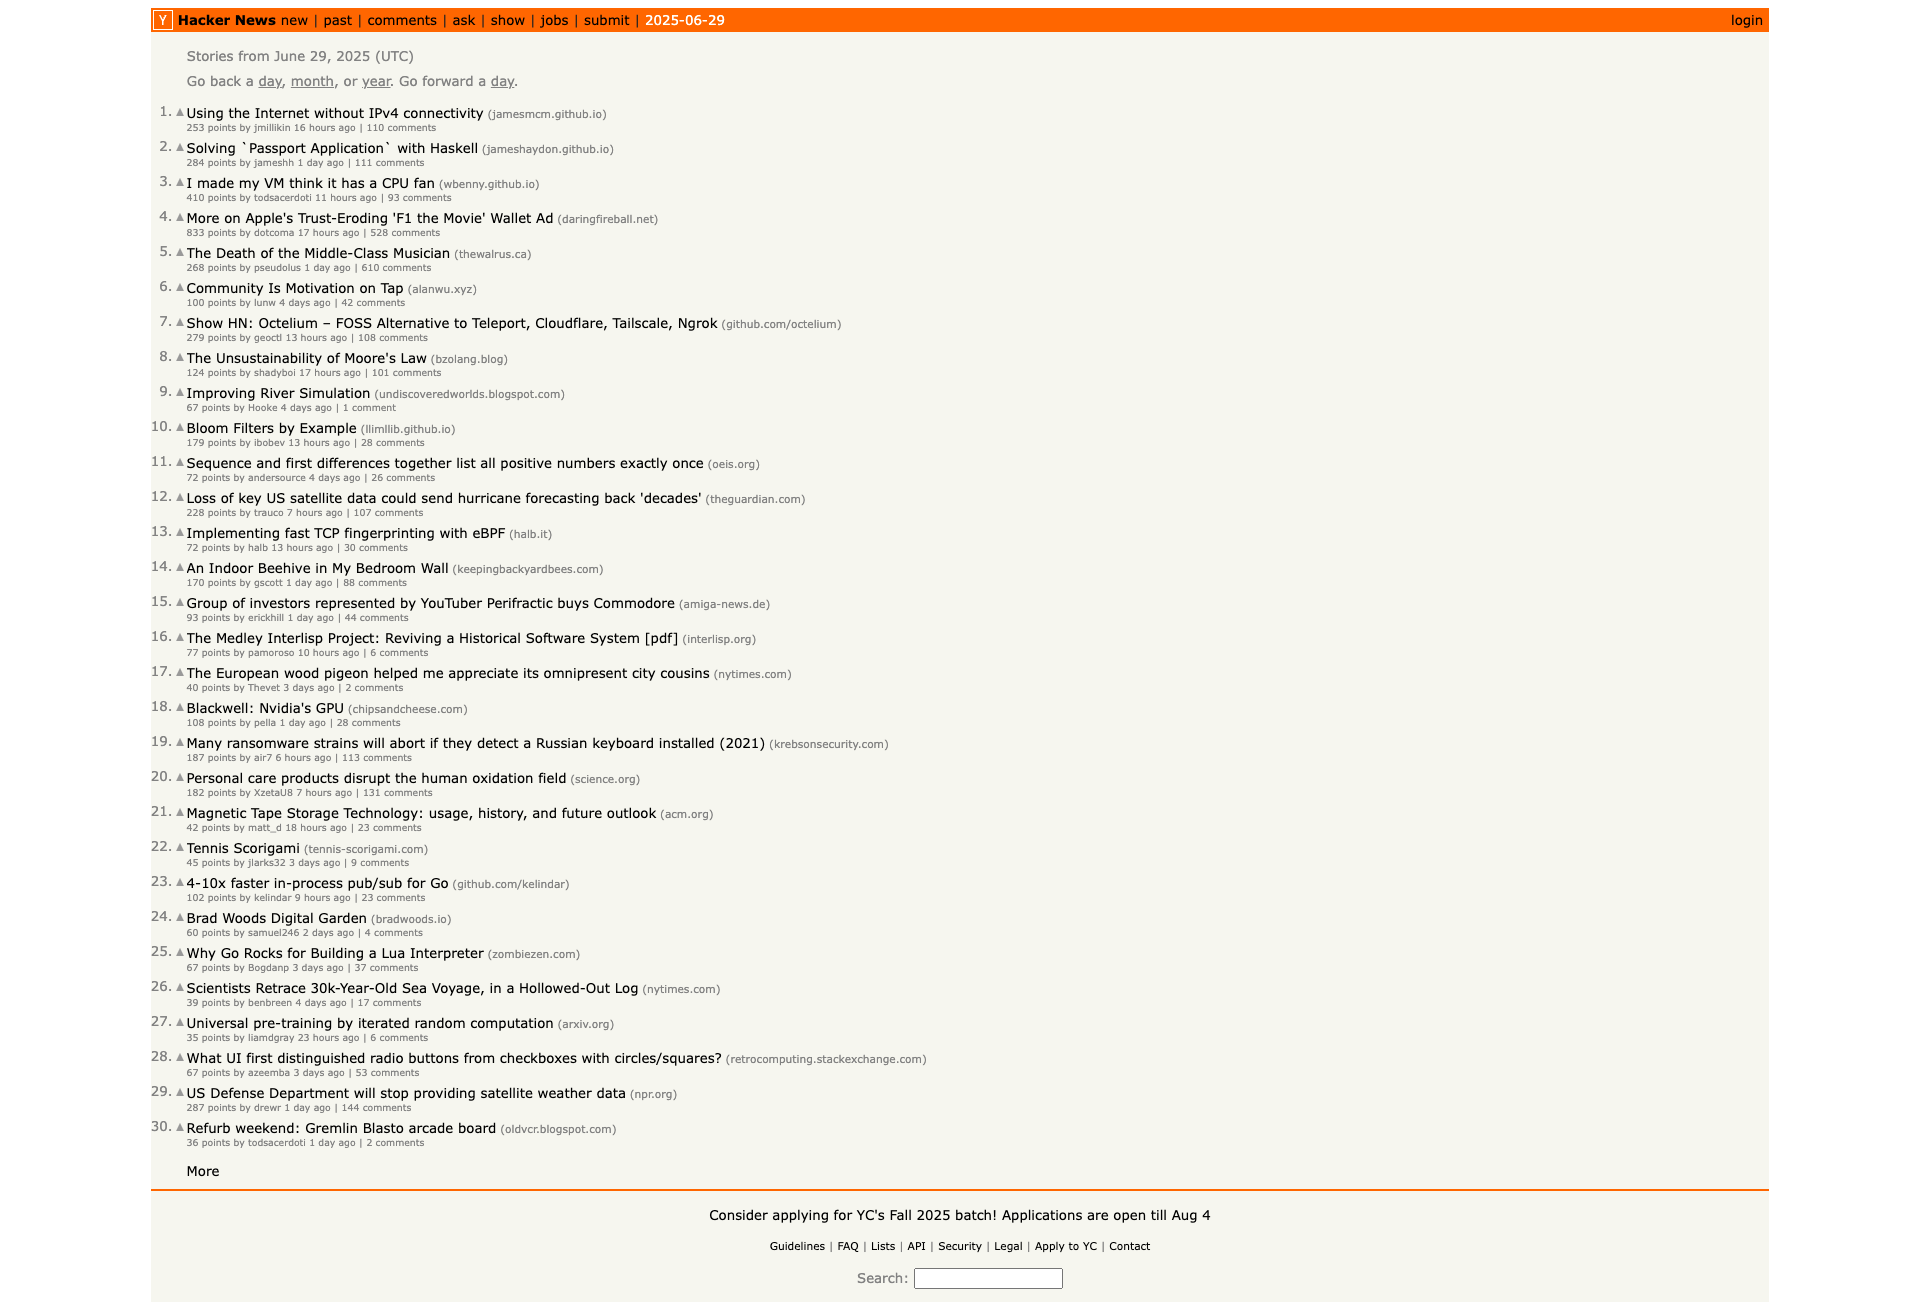 Y Hacker News new | past | comments | ask | show | jobs | submit | 2025-06-29 login
Stories from June 29, 2025 (UTC)
Go back a day, month, or year. Go forward a day.
1. Using the Internet without IPv4 connectivity (jamesmcm.github.io)
253 points by jmillikin 16 hours ago | 110 comments
2. Solving `Passport Application` with Haskell (jameshaydon.github.io)
284 points by jameshh 1 day ago | 111 comments
3. I made my VM think it has a CPU fan (wbenny.github.io)
410 points by todsacerdoti 11 hours ago | 93 comments
4. More on Apple's Trust-Eroding 'F1 the Movie' Wallet Ad (daringfireball.net)
833 points by dotcoma 17 hours ago | 528 comments
5. The Death of the Middle-Class Musician (thewalrus.ca)
268 points by pseudolus 1 day ago | 610 comments
6. Community Is Motivation on Tap (alanwu.xyz)
100 points by lunw 4 days ago | 42 comments
7. Show HN: Octelium – FOSS Alternative to Teleport, Cloudflare, Tailscale, Ngrok (github.com/octelium)
279 points by geoctl 13 hours ago | 108 comments
8. The Unsustainability of Moore's Law (bzolang.blog)
124 points by shadyboi 17 hours ago | 101 comments
9. Improving River Simulation (undiscoveredworlds.blogspot.com)
67 points by Hooke 4 days ago | 1 comment
10. Bloom Filters by Example (llimllib.github.io)
179 points by ibobev 13 hours ago | 28 comments
11. Sequence and first differences together list all positive numbers exactly once (oeis.org)
72 points by andersource 4 days ago | 26 comments
12. Loss of key US satellite data could send hurricane forecasting back 'decades' (theguardian.com)
228 points by trauco 7 hours ago | 107 comments
13. Implementing fast TCP fingerprinting with eBPF (halb.it)
72 points by halb 13 hours ago | 30 comments
14. An Indoor Beehive in My Bedroom Wall (keepingbackyardbees.com)
170 points by gscott 1 day ago | 88 comments
15. Group of investors represented by YouTuber Perifractic buys Commodore (amiga-news.de)
93 points by erickhill 1 day ago | 44 comments
16. The Medley Interlisp Project: Reviving a Historical Software System [pdf] (interlisp.org)
77 points by pamoroso 10 hours ago | 6 comments
17. The European wood pigeon helped me appreciate its omnipresent city cousins (nytimes.com)
40 points by Thevet 3 days ago | 2 comments
18. Blackwell: Nvidia's GPU (chipsandcheese.com)
108 points by pella 1 day ago | 28 comments
19. Many ransomware strains will abort if they detect a Russian keyboard installed (2021) (krebsonsecurity.com)
187 points by air7 6 hours ago | 113 comments
20. Personal care products disrupt the human oxidation field (science.org)
182 points by XzetaU8 7 hours ago | 131 comments
21. Magnetic Tape Storage Technology: usage, history, and future outlook (acm.org)
42 points by matt_d 18 hours ago | 23 comments
22. Tennis Scorigami (tennis-scorigami.com)
45 points by jlarks32 3 days ago | 9 comments
23. 4-10x faster in-process pub/sub for Go (github.com/kelindar)
102 points by kelindar 9 hours ago | 23 comments
24. Brad Woods Digital Garden (bradwoods.io)
60 points by samuel246 2 days ago | 4 comments
25. Why Go Rocks for Building a Lua Interpreter (zombiezen.com)
67 points by Bogdanp 3 days ago | 37 comments
26. Scientists Retrace 30k-Year-Old Sea Voyage, in a Hollowed-Out Log (nytimes.com)
39 points by benbreen 4 days ago | 17 comments
27. Universal pre-training by iterated random computation (arxiv.org)
35 points by liamdgray 23 hours ago | 6 comments
28. What UI first distinguished radio buttons from checkboxes with circles/squares? (retrocomputing.stackexchange.com)
67 points by azeemba 3 days ago | 53 comments
29. US Defense Department will stop providing satellite weather data (npr.org)
287 points by drewr 1 day ago | 144 comments
30. Refurb weekend: Gremlin Blasto arcade board (oldvcr.blogspot.com)
36 points by todsacerdoti 1 day ago | 2 comments
More
Consider applying for YC's Fall 2025 batch! Applications are open till Aug 4
Guidelines | FAQ | Lists | API | Security | Legal | Apply to YC | Contact
Search: